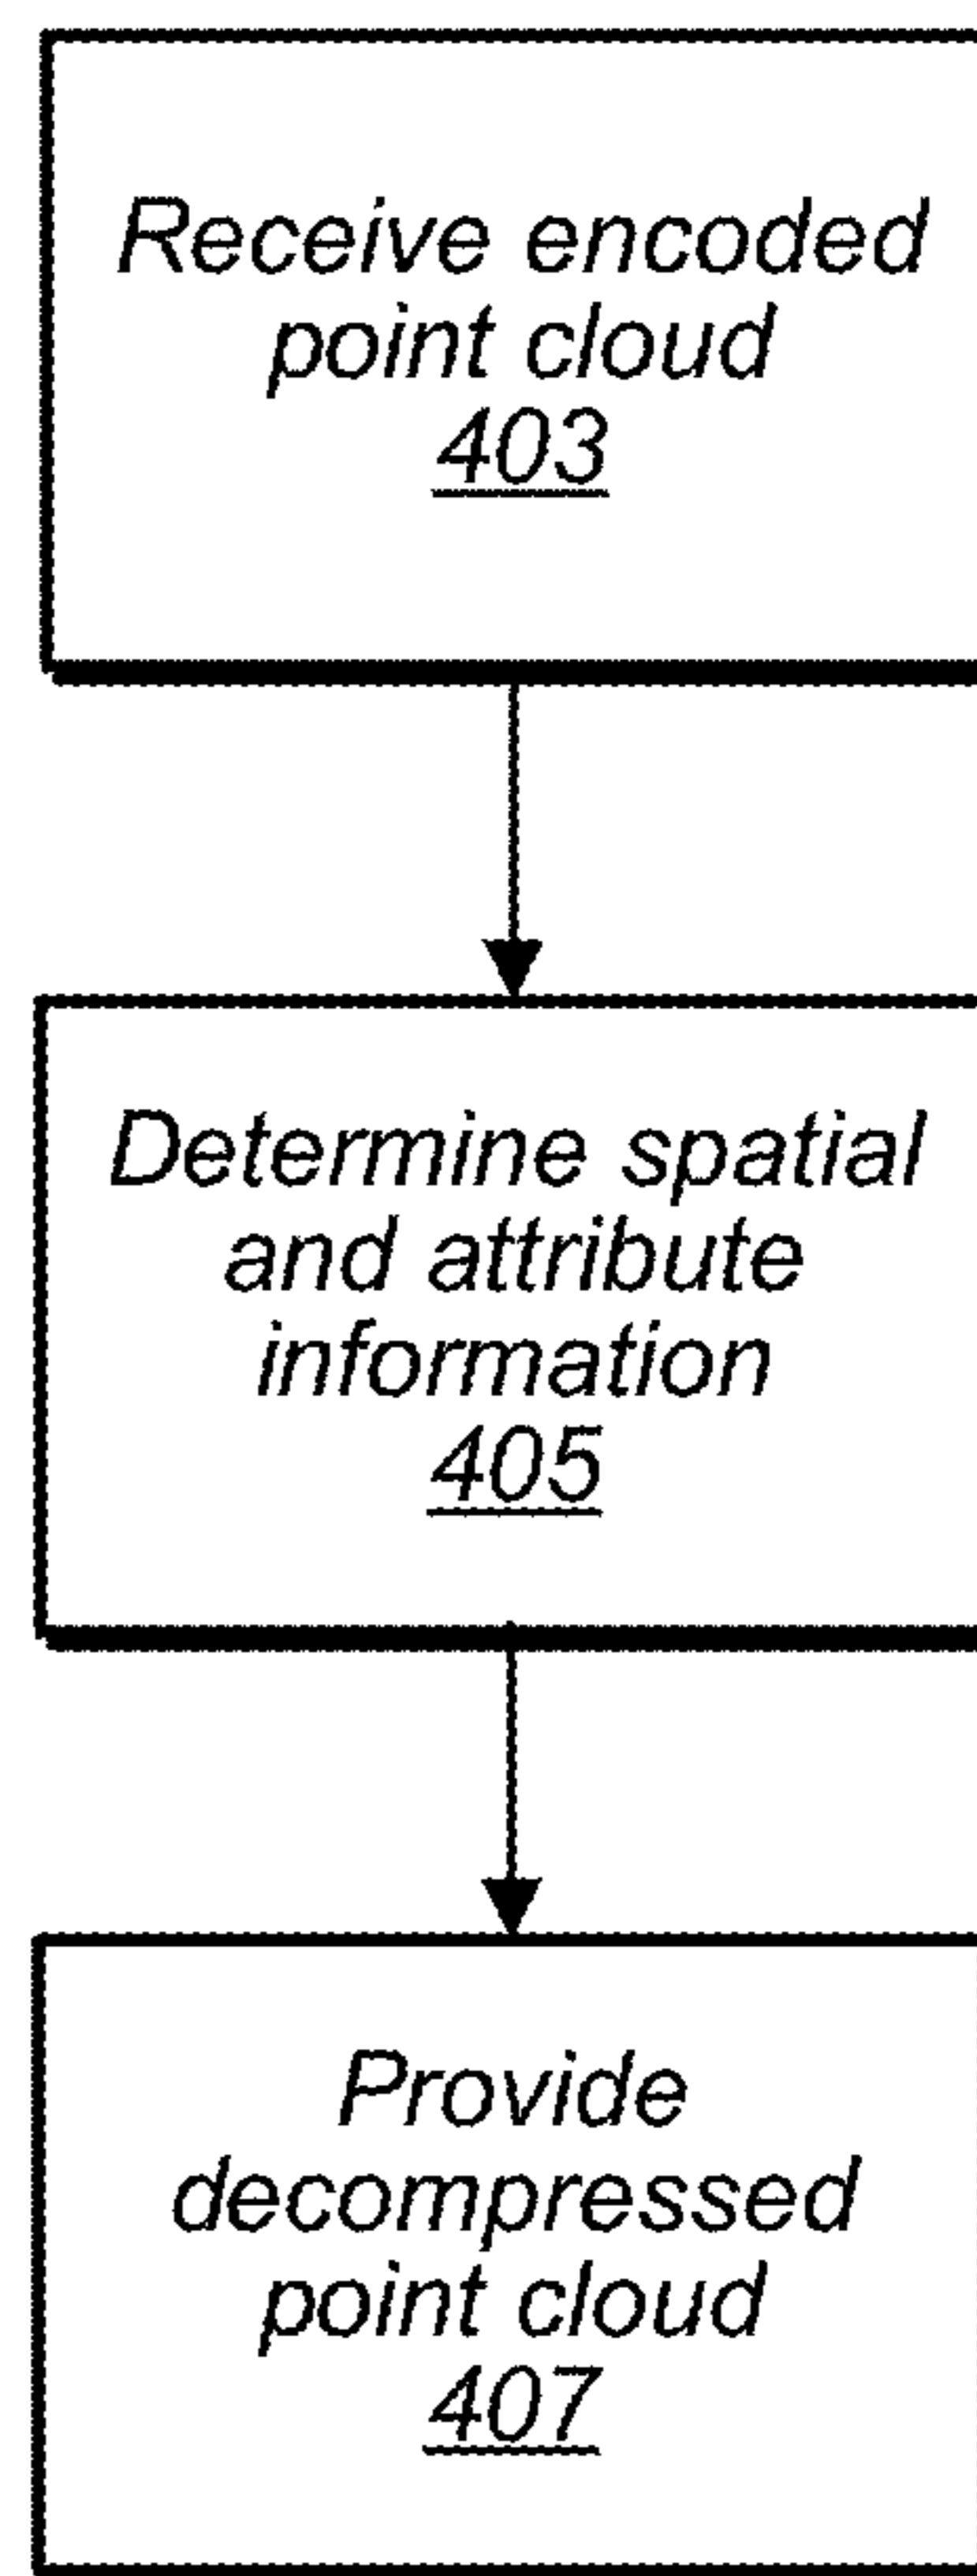 Receive encoded
point cloud
403
Determine spatial
and attribute
information
405
Provide
decompressed
point cloud
407